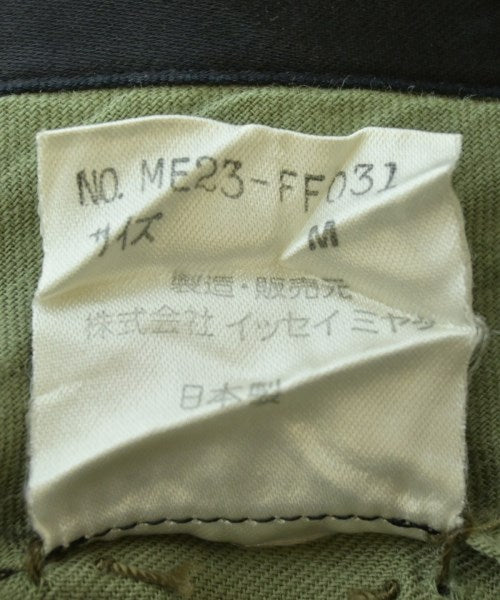 NO. ME23-FF031
サイズ M
製造・販売元
株式会社 イッセイ ミヤケ
日本製